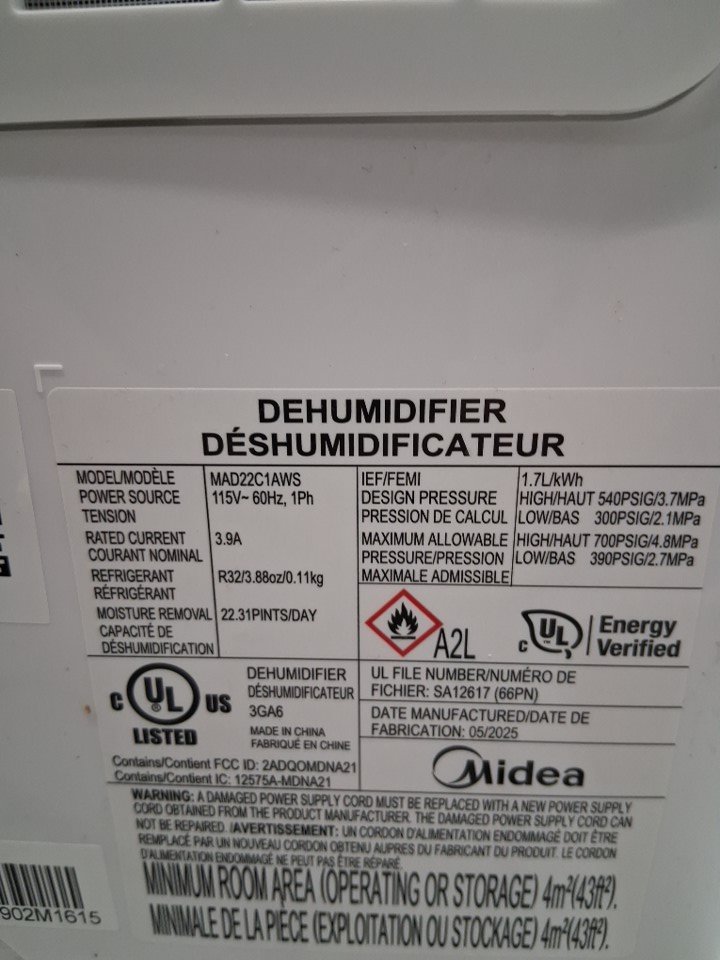 DEHUMIDIFIER
DÉSHUMIDIFICATEUR
MODEL/MODÈLE MAD22C1AWS
POWER SOURCE 115V~ 60Hz, 1Ph
TENSION
RATED CURRENT 3.9A
COURANT NOMINAL
REFRIGERANT R32/3.88oz/0.11kg
RÉFRIGÉRANT
MOISTURE REMOVAL 22.31PINTS/DAY
CAPACITÉ DE
DÉSHUMIDIFICATION
IEF/FEMI 1.7L/kWh
DESIGN PRESSURE HIGH/HAUT 540PSIG/3.7MPa
PRESSION DE CALCUL LOW/BAS 300PSIG/2.1MPa
MAXIMUM ALLOWABLE HIGH/HAUT 700PSIG/4.8MPa
PRESSURE/PRESSION LOW/BAS 390PSIG/2.7MPa
MAXIMALE ADMISSIBLE
A2L
C UL Energy
Verified
C UL US
LISTED
DEHUMIDIFIER
DÉSHUMIDIFICATEUR
3GA6
MADE IN CHINA
FABRIQUÉ EN CHINE
UL FILE NUMBER/NUMÉRO DE
FICHIER: SA12617 (66PN)
DATE MANUFACTURED/DATE DE
FABRICATION: 05/2025
Contains/Contient FCC ID: 2ADQOMDNA21
Contains/Contient IC: 12575A-MDNA21
Midea
WARNING: A DAMAGED POWER SUPPLY CORD MUST BE REPLACED WITH A NEW POWER SUPPLY
CORD OBTAINED FROM THE PRODUCT MANUFACTURER. THE DAMAGED POWER SUPPLY CORD CAN
NOT BE REPAIRED. /AVERTISSEMENT: UN CORDON D'ALIMENTATION ENDOMMAGÉ DOIT ÊTRE
REMPLACÉ PAR UN NOUVEAU CORDON OBTENU AUPRES DU FABRICANT DU PRODUIT. LE CORDON
D'ALIMENTATION ENDOMMAGÉ NE PEUT PAS ÊTRE RÉPARÉ.
MINIMUM ROOM AREA (OPERATING OR STORAGE) 4m²(43ft²).
MINIMALE DE LA PIÈCE (EXPLOITATION OU STOCKAGE) 4m²(43ft²).
902M1615